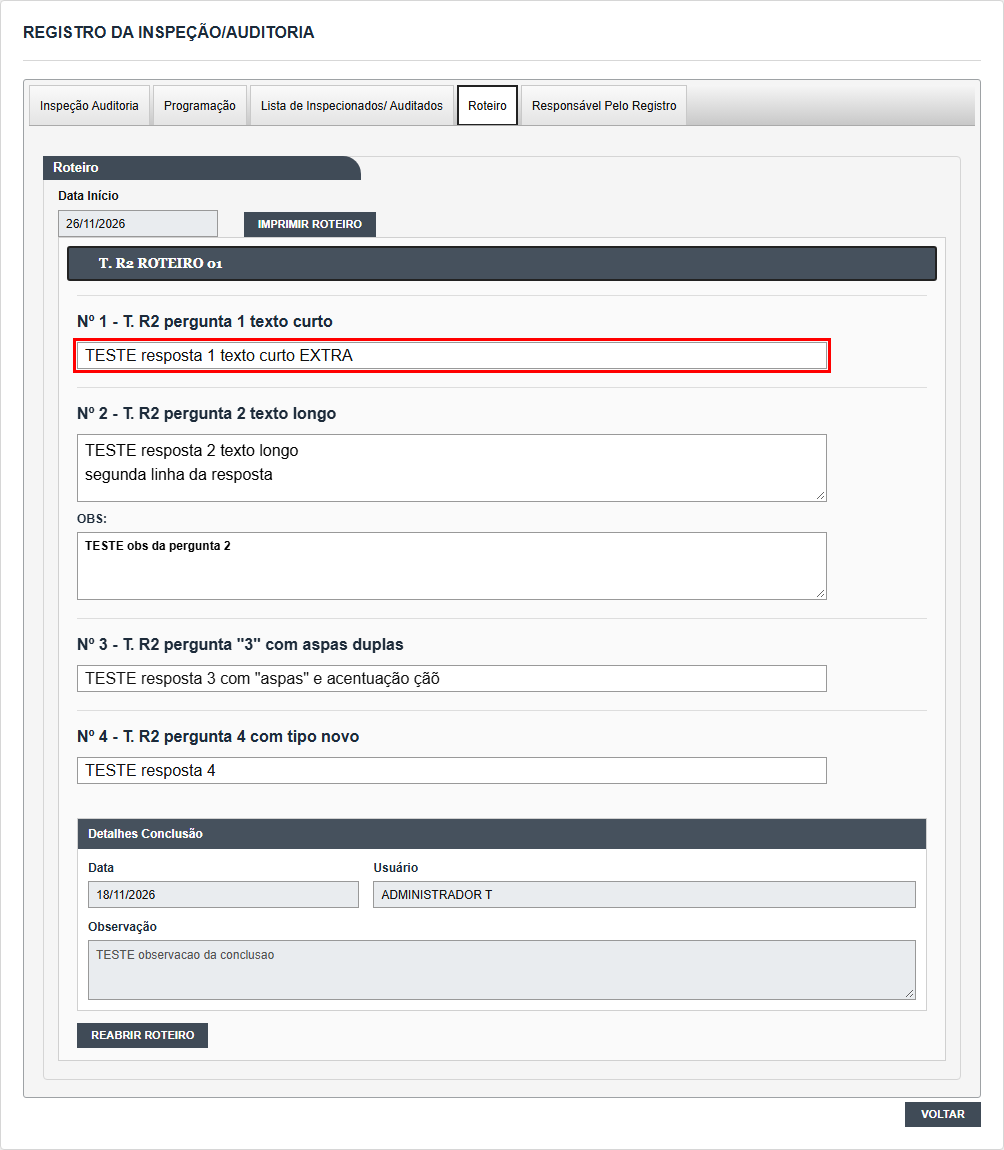 REGISTRO DA INSPEÇÃO/AUDITORIA
Inspeção Auditoria
Programação
Lista de Inspecionados/ Auditados
Roteiro
Responsável Pelo Registro
Roteiro
Data Início
26/11/2026
IMPRIMIR ROTEIRO
T. R2 ROTEIRO 01
Nº 1 - T. R2 pergunta 1 texto curto
TESTE resposta 1 texto curto EXTRA
Nº 2 - T. R2 pergunta 2 texto longo
TESTE resposta 2 texto longo
segunda linha da resposta
OBS:
TESTE obs da pergunta 2
Nº 3 - T. R2 pergunta "3" com aspas duplas
TESTE resposta 3 com "aspas" e acentuação çãõ
Nº 4 - T. R2 pergunta 4 com tipo novo
TESTE resposta 4
Detalhes Conclusão
Data
Usuário
18/11/2026
ADMINISTRADOR T
Observação
TESTE observacao da conclusao
REABRIR ROTEIRO
VOLTAR